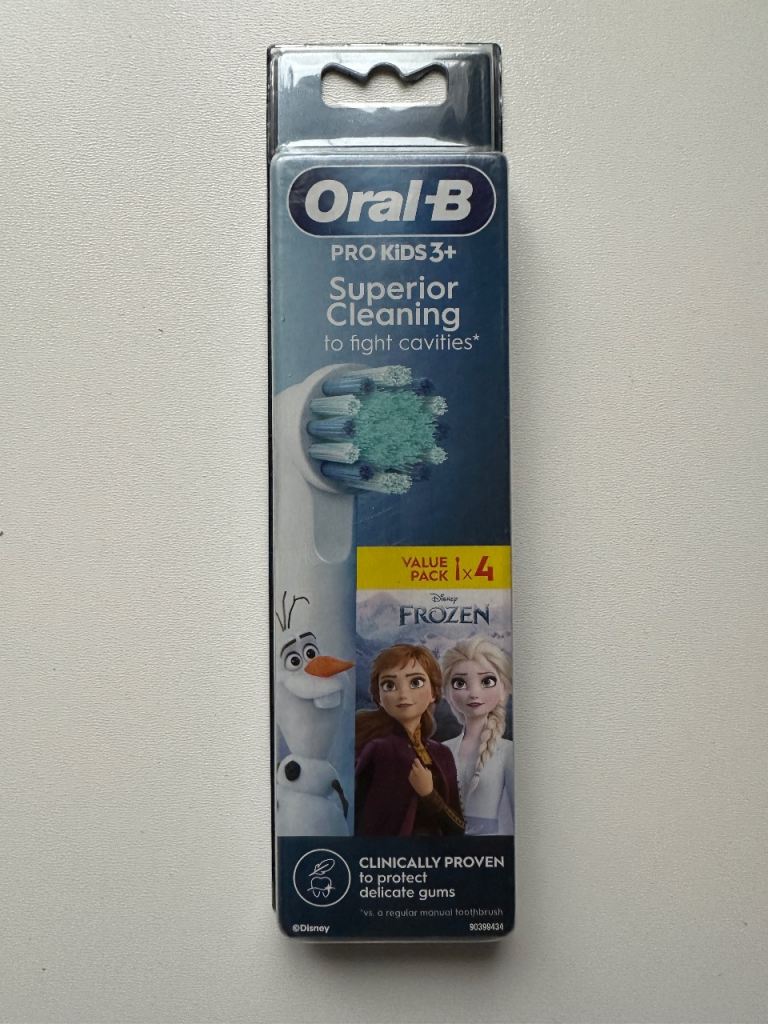 Oral-B
PRO KiDS 3+
Superior
Cleaning
to fight cavities*
VALUE
PACK x4
Disney
FROZEN
CLINICALLY PROVEN
to protect
delicate gums
*vs. a regular manual toothbrush
©Disney
90399434